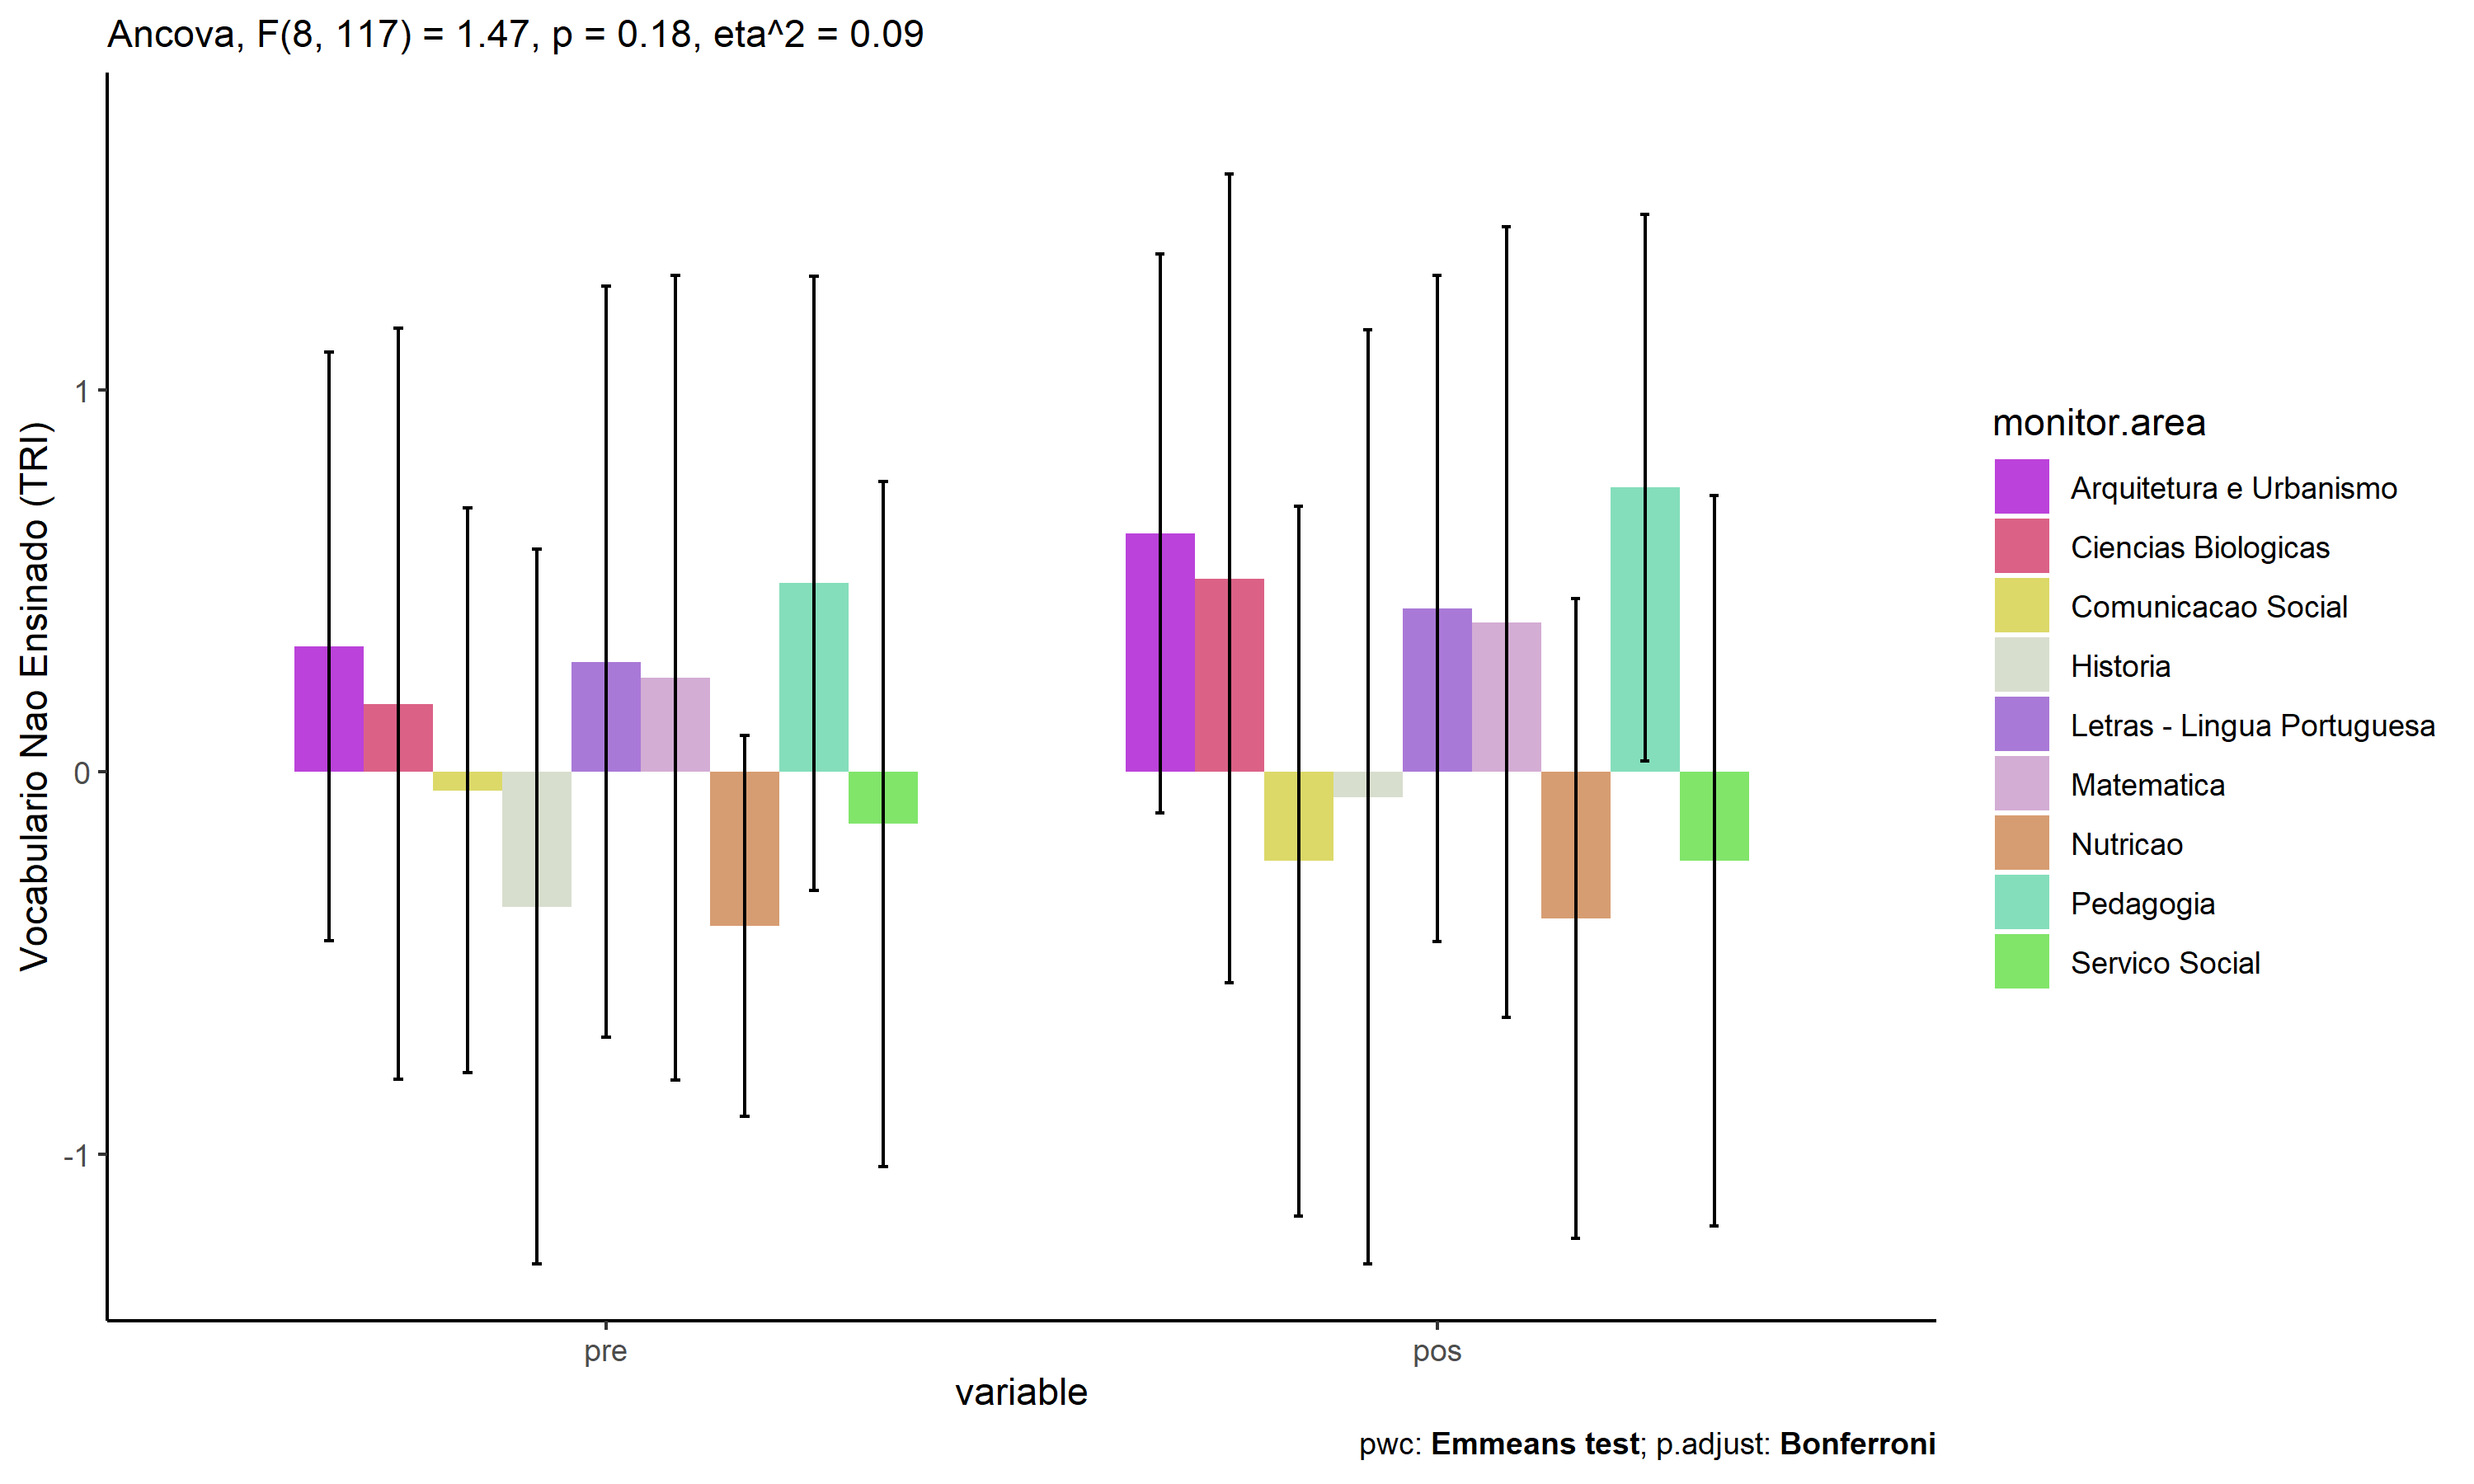 Ancova, F(8, 117) = 1.47, p = 0.18, eta^2 = 0.09
Vocabulario Nao Ensinado (TRI)
1
0
-1
pre
pos
variable
monitor.area
Arquitetura e Urbanismo
Ciencias Biologicas
Comunicacao Social
Historia
Letras - Lingua Portuguesa
Matematica
Nutricao
Pedagogia
Servico Social
pwc: Emmeans test; p.adjust: Bonferroni